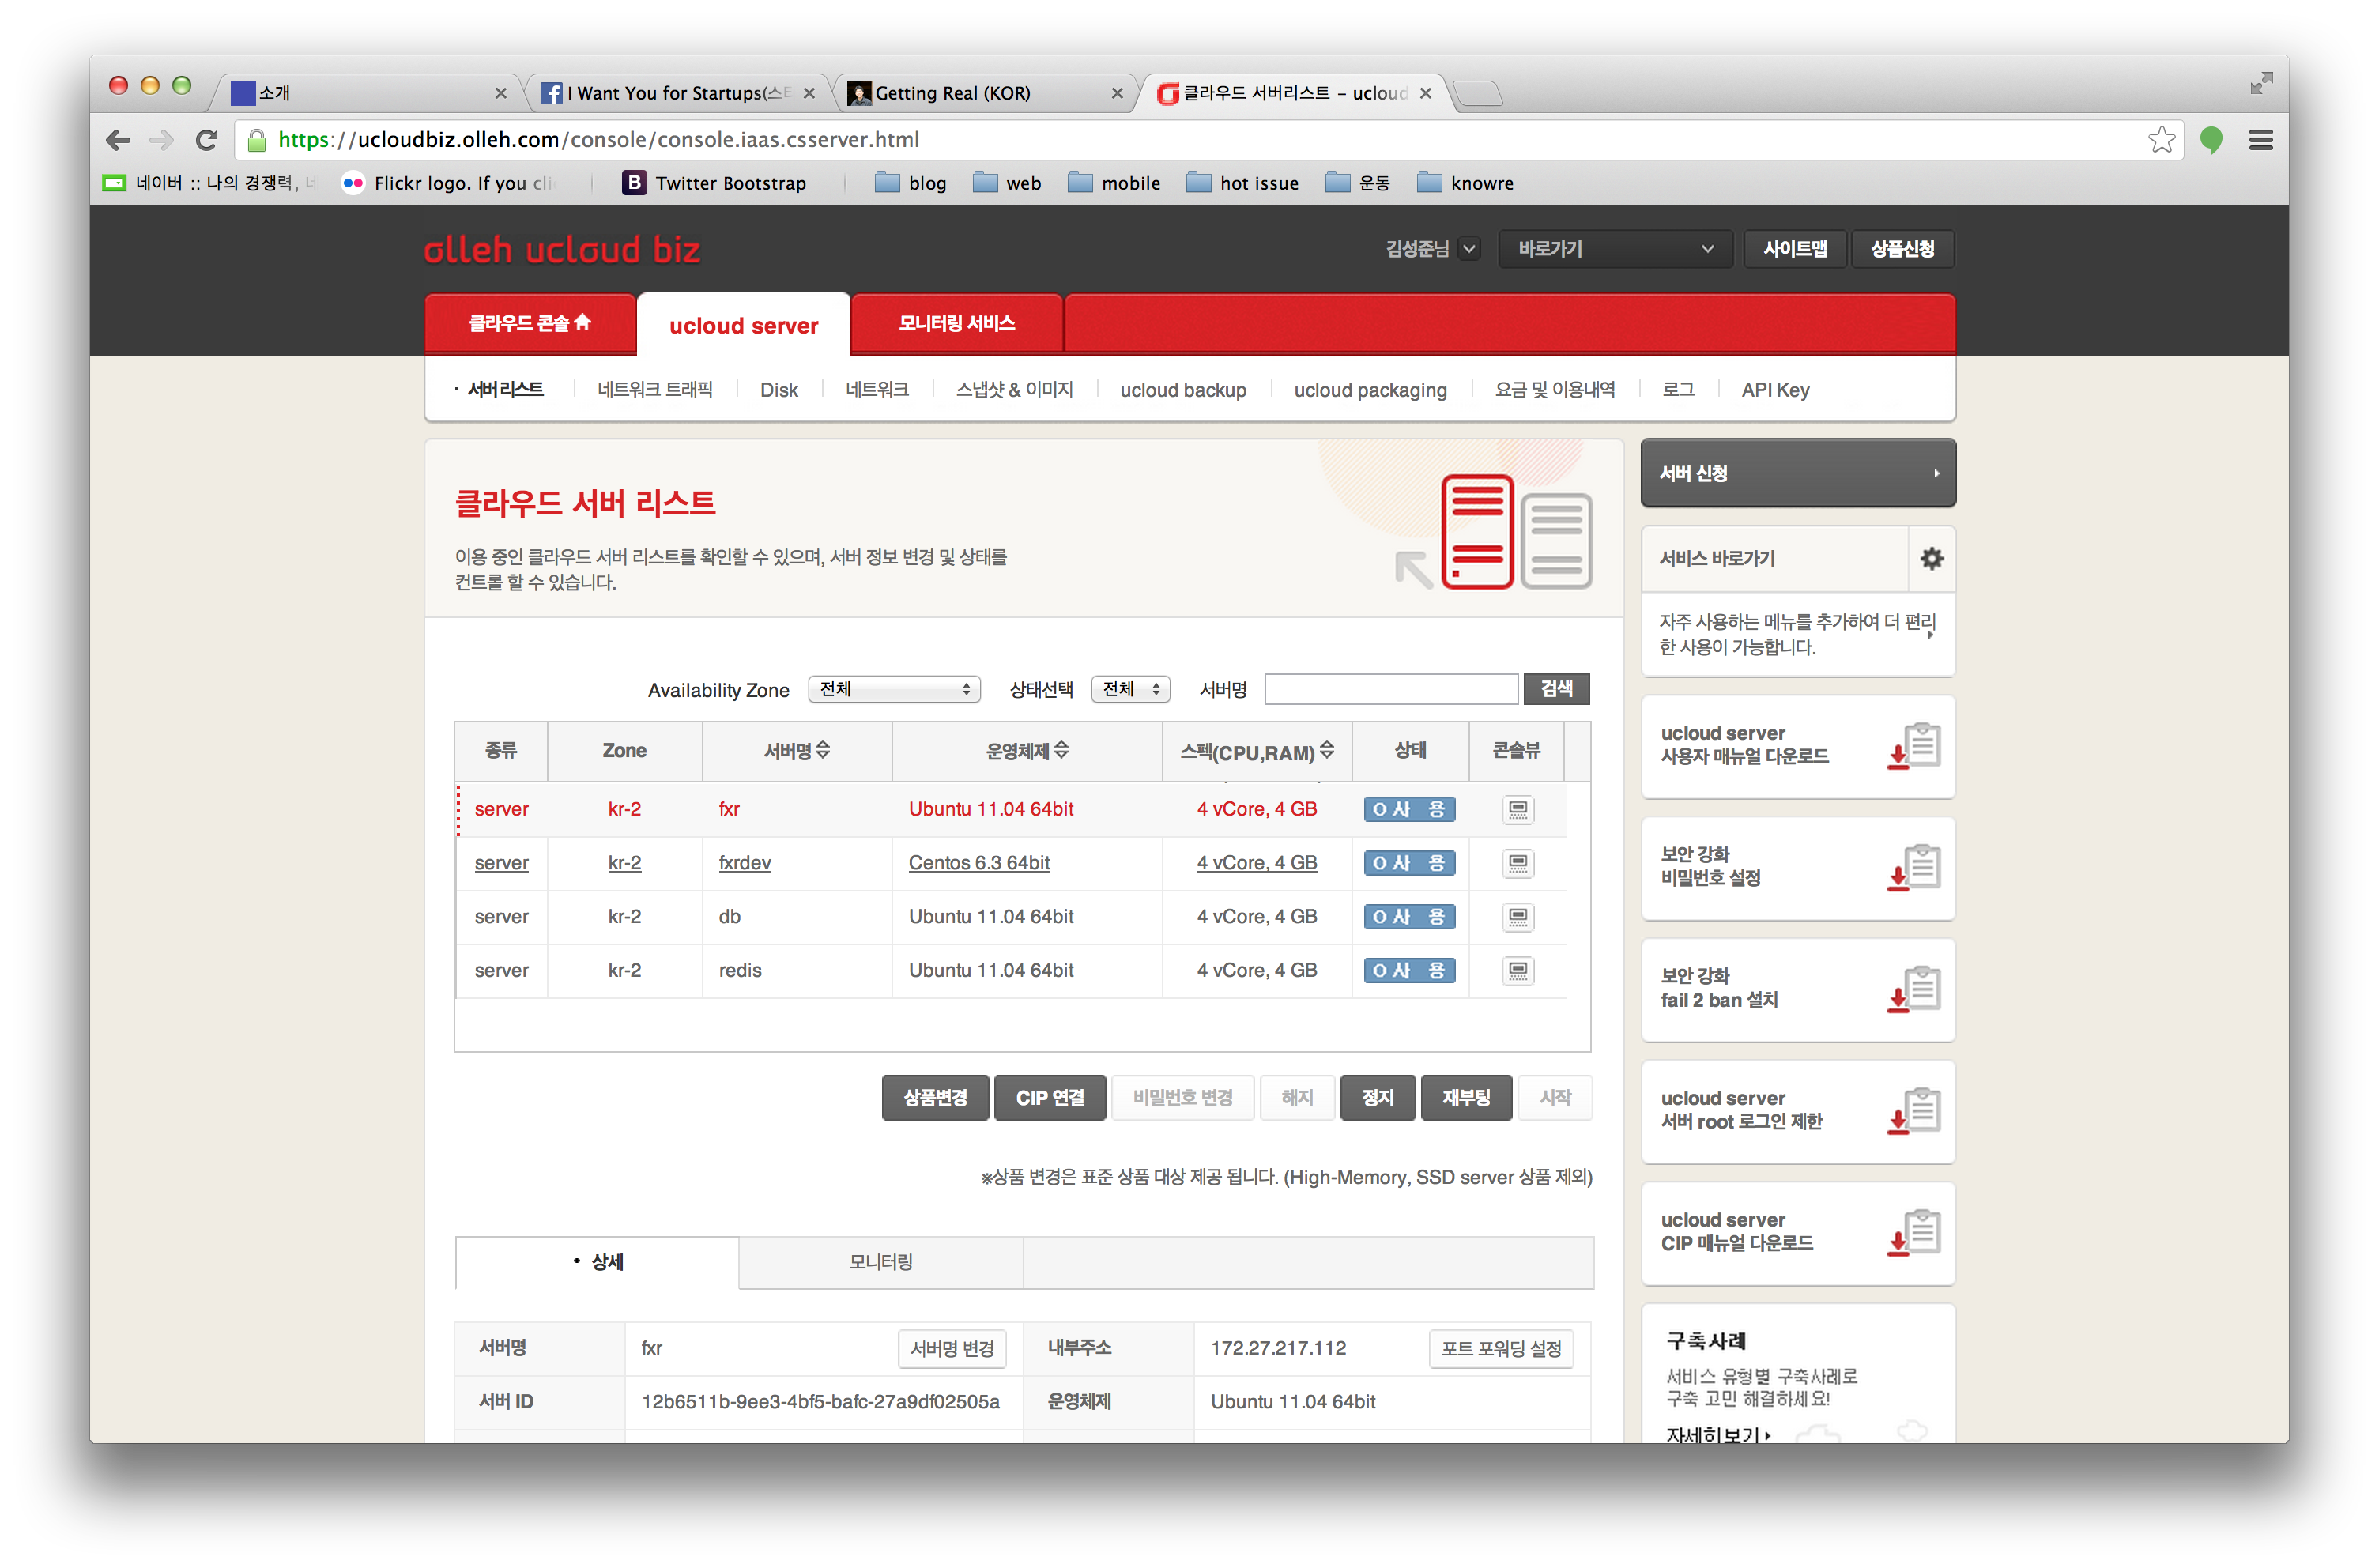 소개
I Want You for Startups(스타
Getting Real (KOR)
클라우드 서버리스트 – ucloud
https://ucloudbiz.olleh.com/console/console.iaas.csserver.html
네이버 :: 나의 경쟁력, 네
Flickr logo. If you cli
B Twitter Bootstrap
blog
web
mobile
hot issue
운동
knowre
olleh ucloud biz
김성준님
바로가기
사이트맵
상품신청
클라우드 콘솔
ucloud server
모니터링 서비스
· 서버리스트
네트워크 트래픽
Disk
네트워크
스냅샷 & 이미지
ucloud backup
ucloud packaging
요금 및 이용내역
로그
API Key
클라우드 서버 리스트
이용 중인 클라우드 서버 리스트를 확인할 수 있으며, 서버 정보 변경 및 상태를
컨트롤 할 수 있습니다.
Availability Zone 전체 상태선택 전체 서버명 검색
종류 Zone 서버명 운영체제 스펙(CPU,RAM) 상태 콘솔뷰
server kr-2 fxr Ubuntu 11.04 64bit 4 vCore, 4 GB O 사 용
server kr-2 fxrdev Centos 6.3 64bit 4 vCore, 4 GB O 사 용
server kr-2 db Ubuntu 11.04 64bit 4 vCore, 4 GB O 사 용
server kr-2 redis Ubuntu 11.04 64bit 4 vCore, 4 GB O 사 용
상품변경 CIP 연결 비밀번호 변경 해지 정지 재부팅 시작
※상품 변경은 표준 상품 대상 제공 됩니다. (High-Memory, SSD server 상품 제외)
• 상세
모니터링
서버명 fxr 서버명 변경 내부주소 172.27.217.112 포트 포워딩 설정
서버 ID 12b6511b-9ee3-4bf5-bafc-27a9df02505a 운영체제 Ubuntu 11.04 64bit
서버 신청
서비스 바로가기
자주 사용하는 메뉴를 추가하여 더 편리
한 사용이 가능합니다.
ucloud server
사용자 매뉴얼 다운로드
보안 강화
비밀번호 설정
보안 강화
fail 2 ban 설치
ucloud server
서버 root 로그인 제한
ucloud server
CIP 매뉴얼 다운로드
구축사례
서비스 유형별 구축사례로
구축 고민 해결하세요!
자세히보기